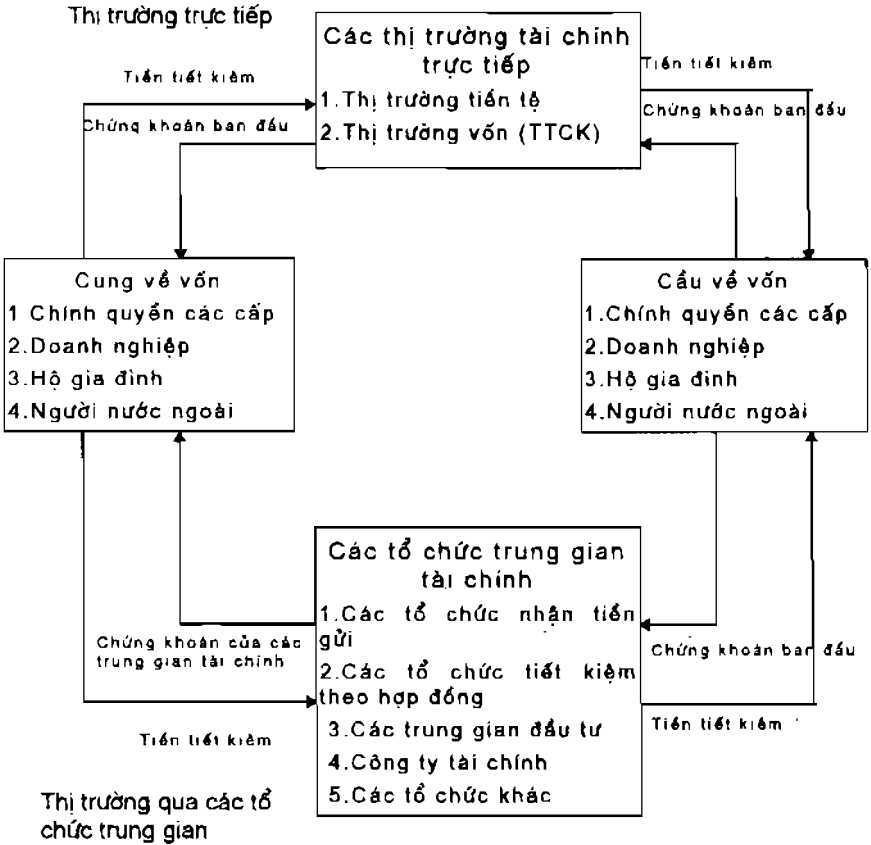 Thị trường trực tiếp
Các thị trường tài chính
trực tiếp
1.Thị trường tiền tệ
2.Thị trường vốn (TTCK)
Tiền tiết kiệm
Chứng khoán ban đầu
Tiền tiết kiệm
Chứng khoán ban đầu
Cung về vốn
1 Chính quyền các cấp
2.Doanh nghiệp
3.Hộ gia đình
4.Người nước ngoài
Cầu về vốn
1.Chính quyền các cấp
2.Doanh nghiệp
3.Hộ gia đình
4.Người nước ngoài
Các tổ chức trung gian
tài chính
1.Các tổ chức nhận tiền
gửi
2.Các tổ chức tiết kiệm
theo hợp đồng
3.Các trung gian đầu tư
4.Công ty tài chính
5.Các tổ chức khác
Chứng khoán của các
trung gian tài chính
Tiền tiết kiệm
Chứng khoán ban đầu
Tiền tiết kiệm
Thị trường qua các tổ
chức trung gian